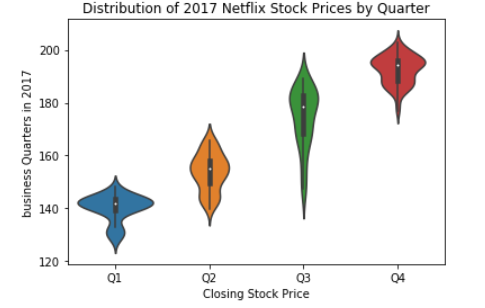 Distribution of 2017 Netflix Stock Prices by Quarter
business Quarters in 2017
200
180
160
140
120
Q1 Q2 Q3 Q4
Closing Stock Price